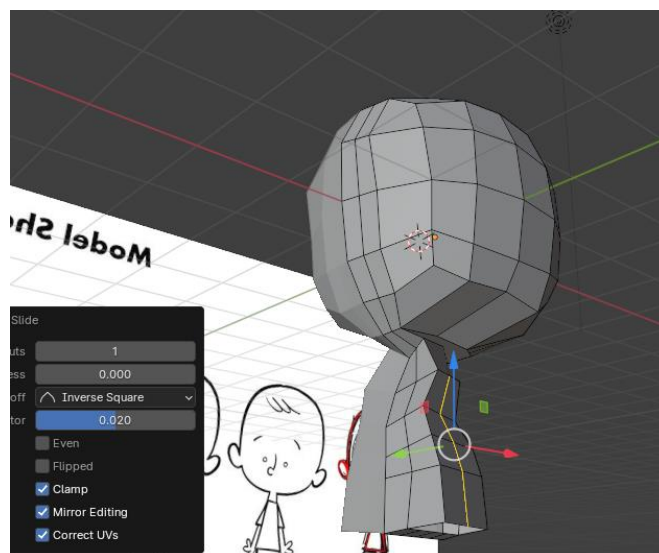 Model Sho
Slide
uts
1
ess
0.000
off
Inverse Square
tor
0.020
Even
Flipped
Clamp
Mirror Editing
Correct UVs